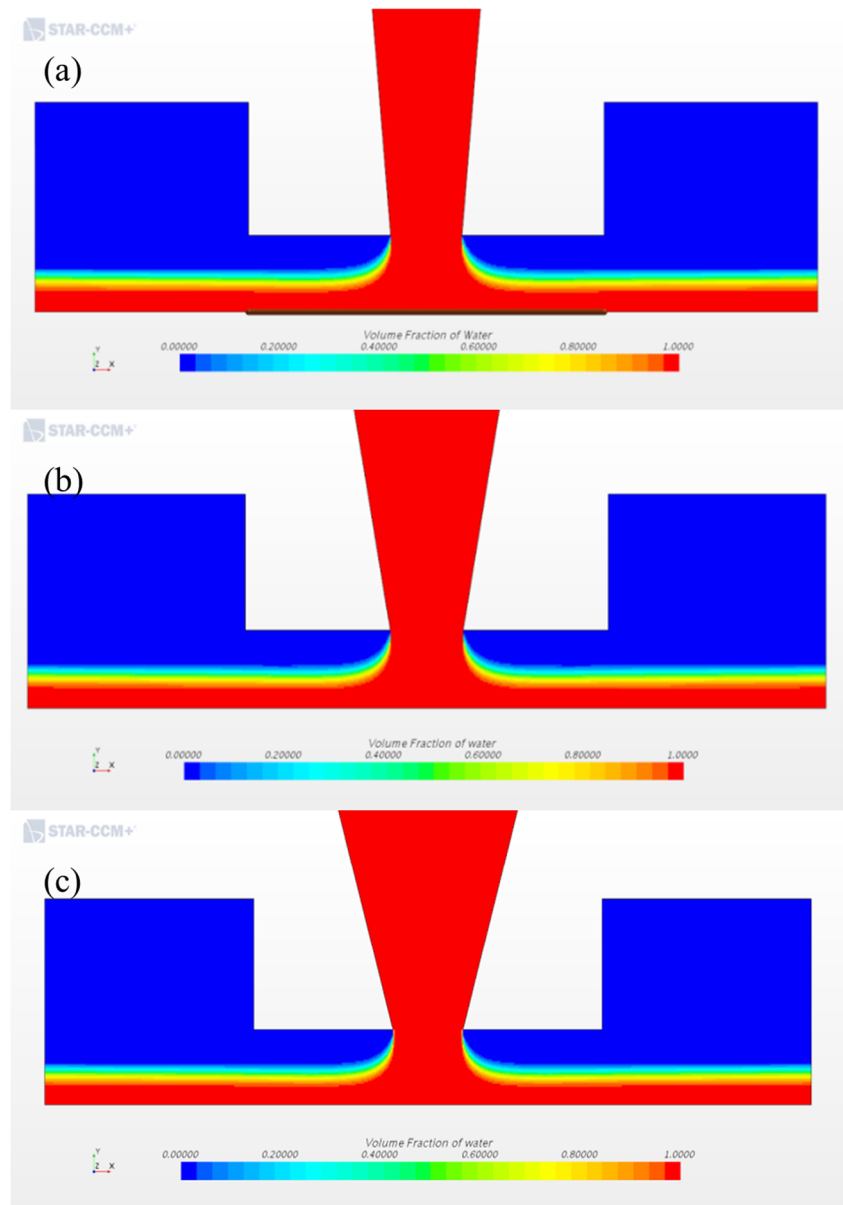 STAR-CCM+
(a)
Volume Fraction of Water
0.00000 0.20000 0.40000 0.60000 0.80000 1.0000
Y
Z X
STAR-CCM+
(b)
Volume Fraction of water
0.00000 0.20000 0.40000 0.60000 0.80000 1.0000
Y
Z X
STAR-CCM+
(c)
Volume Fraction of water
0.00000 0.20000 0.40000 0.60000 0.80000 1.0000
Y
Z X